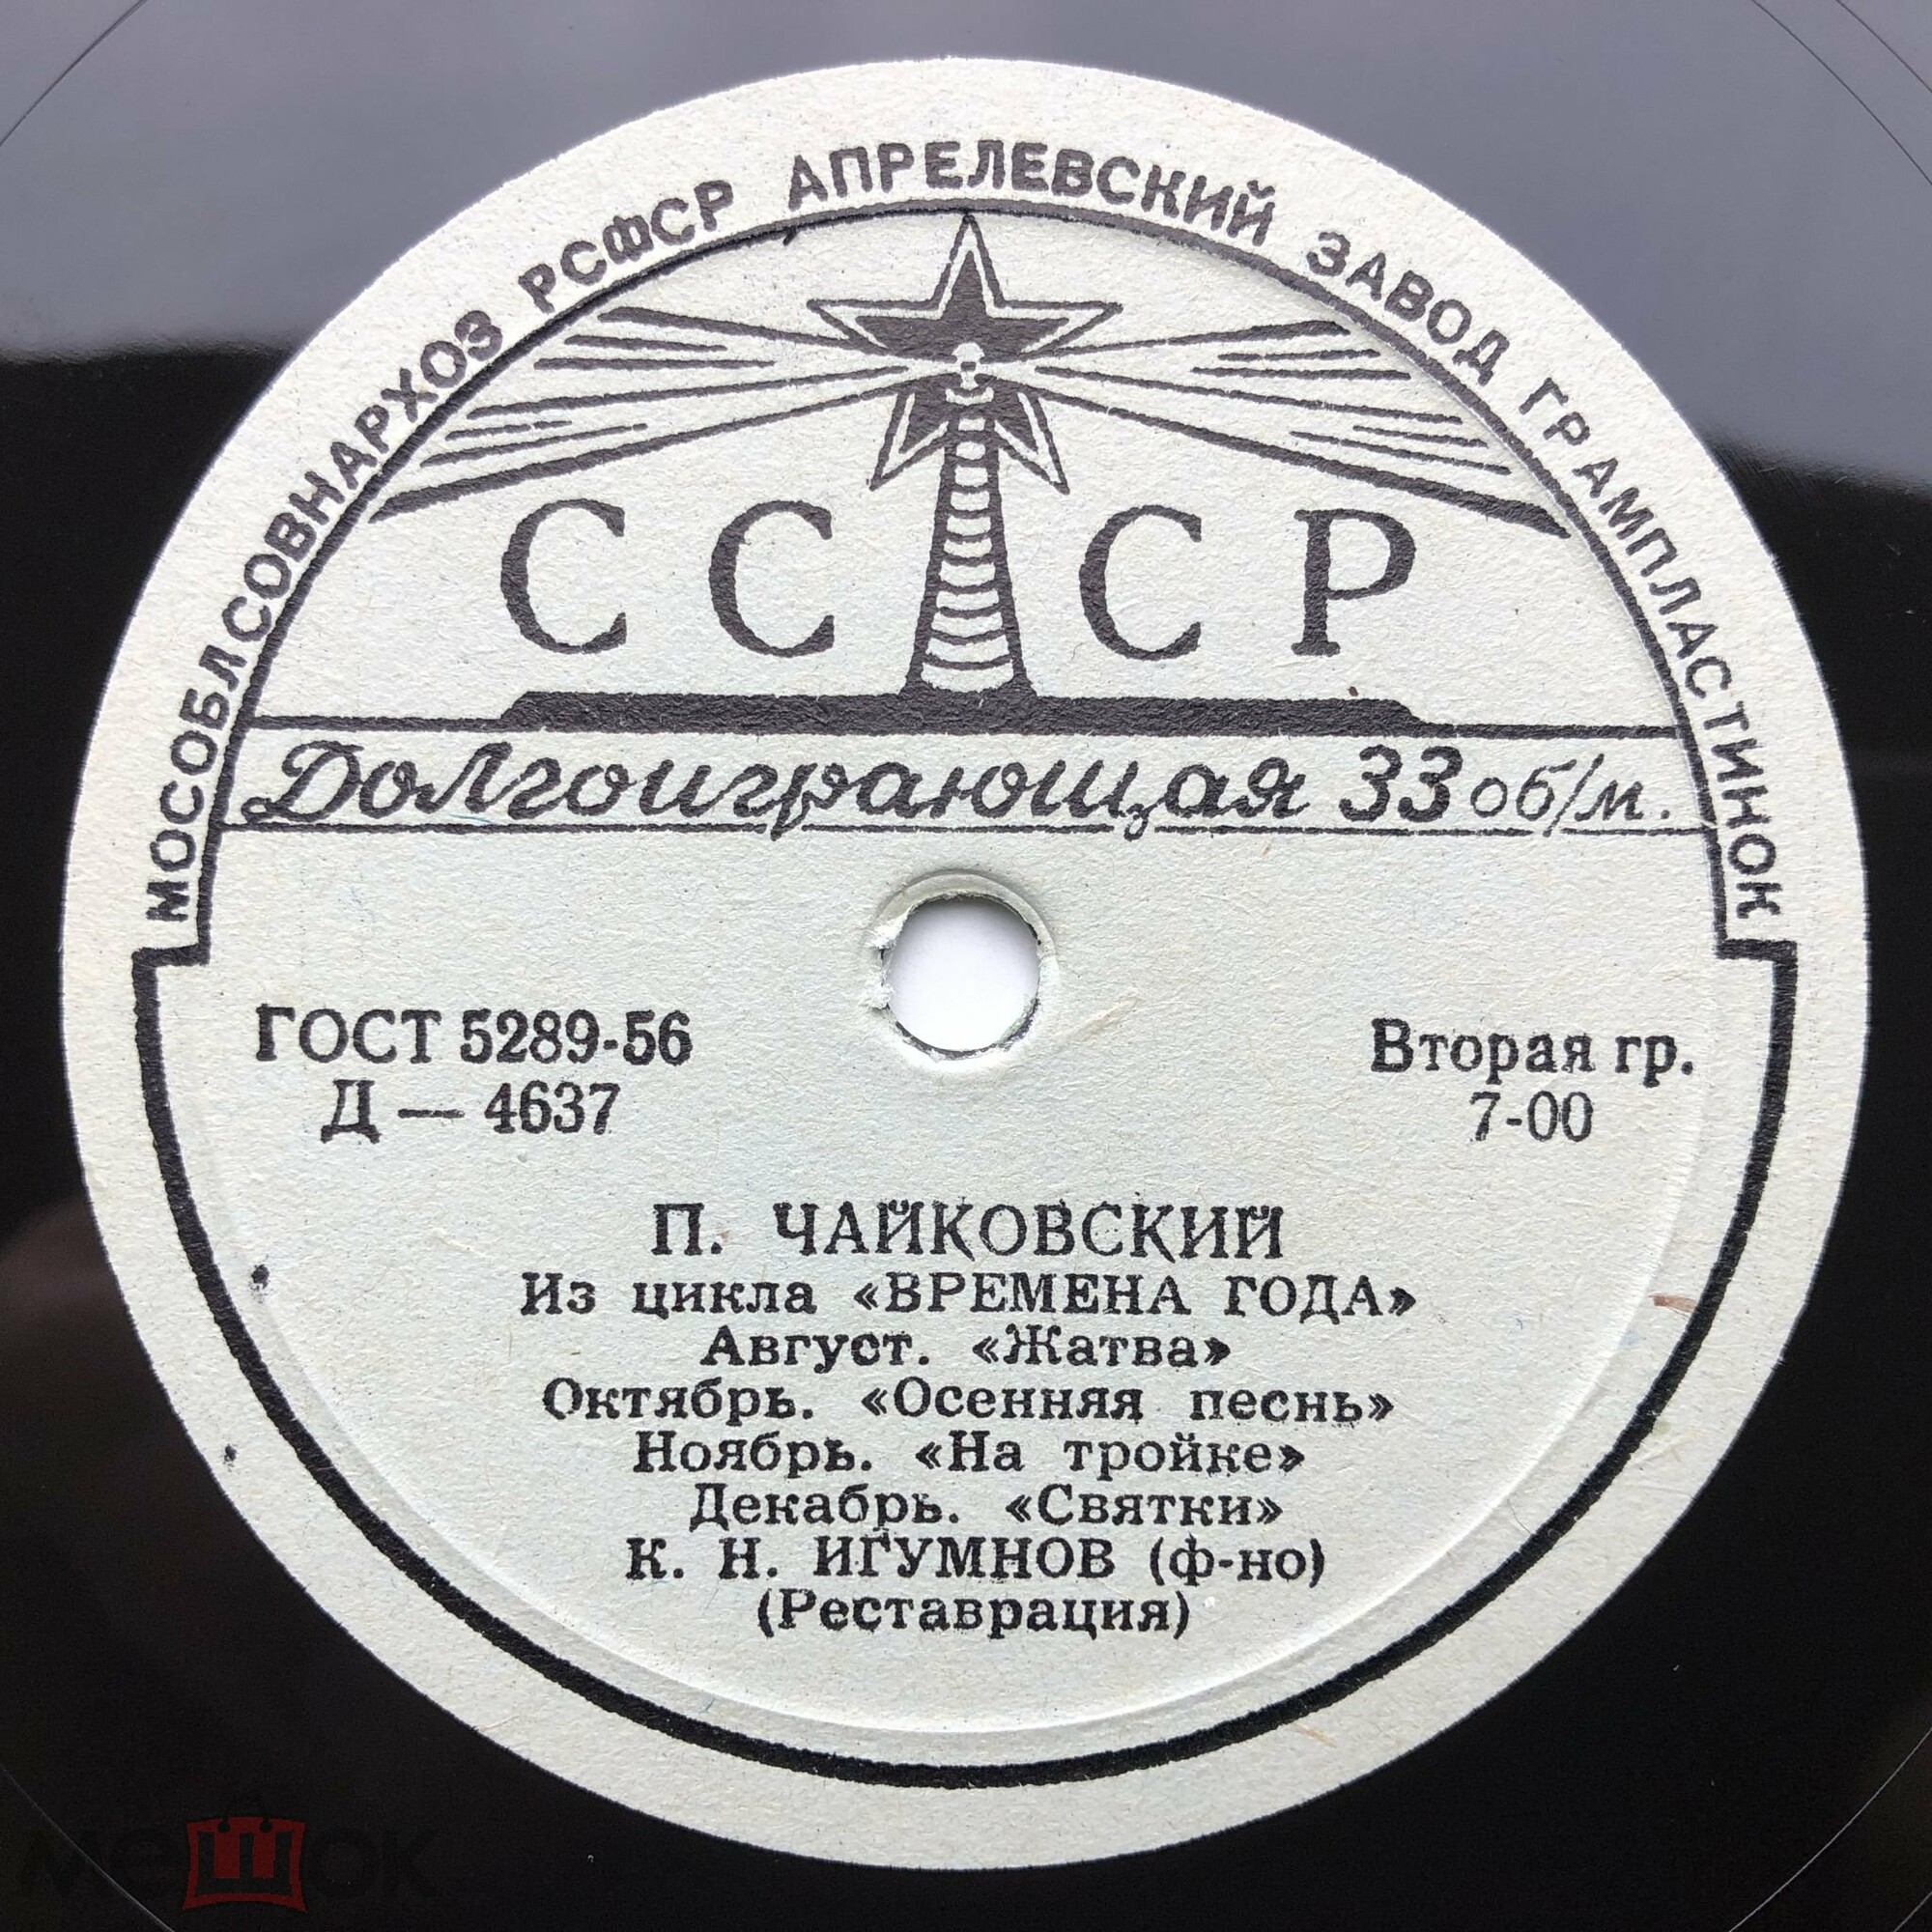 МОСОБЛСОВНАРХОЗ РСФСР АПРЕЛЕВСКИЙ ЗАВОД ГРАМПЛАСТИНОК
СССР
Долгоиграющая 33 об/м.
ГОСТ 5289-56
Д — 4637
Вторая гр.
7-00
П. ЧАЙКОВСКИЙ
Из цикла «ВРЕМЕНА ГОДА»
Август. «Жатва»
Октябрь. «Осенняя песнь»
Ноябрь. «На тройке»
Декабрь. «Святки»
К. Н. ИГУМНОВ (ф-но)
(Реставрация)
мешок